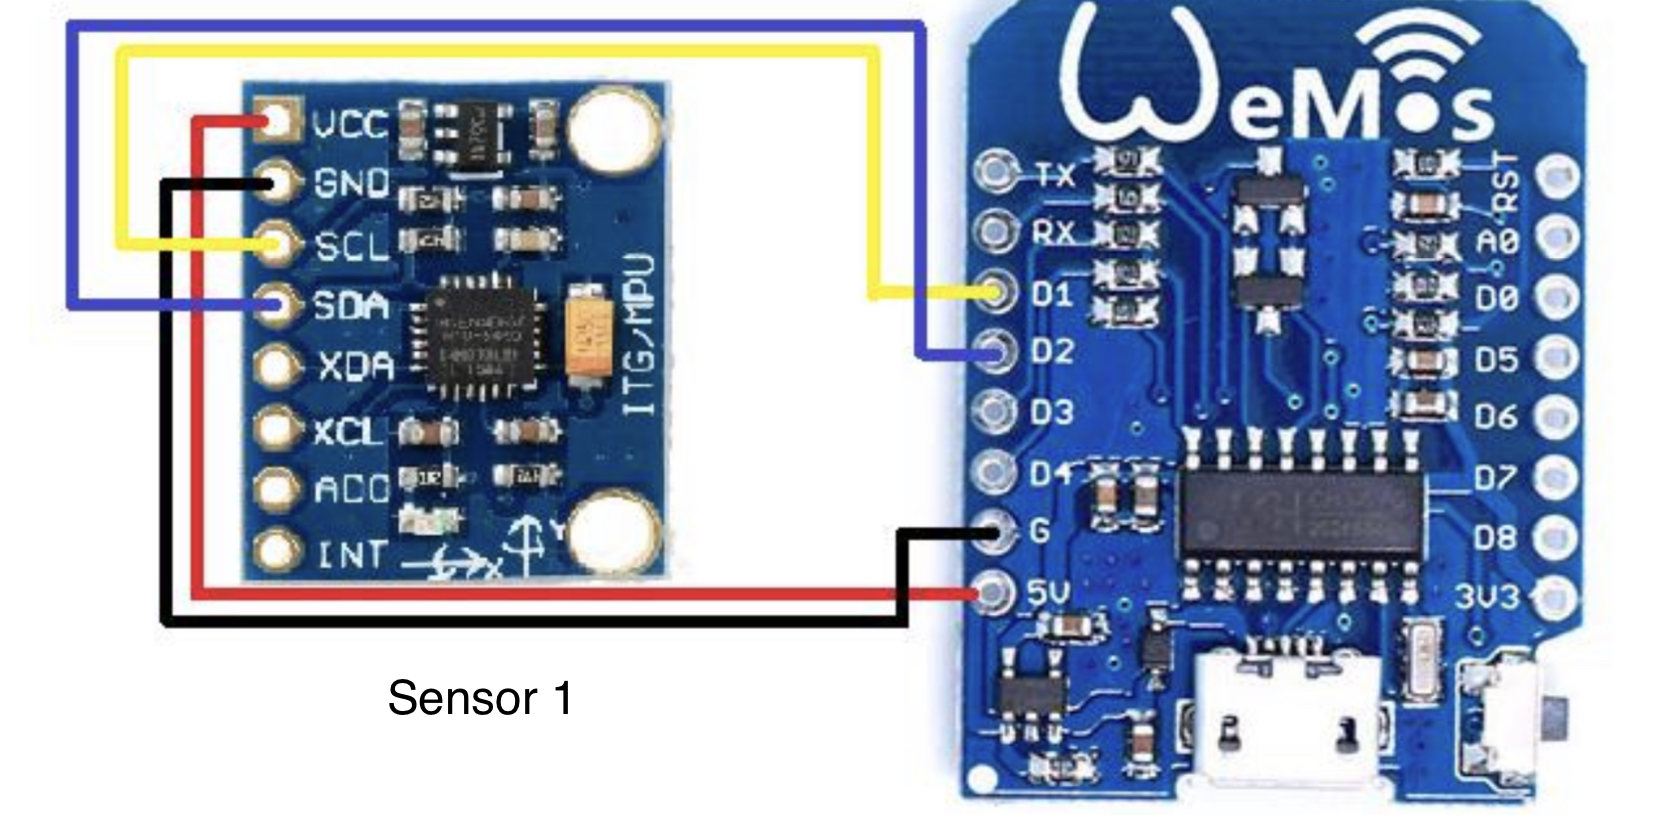 VCC
GND
SCL
SDA
XDA
XCL
ADO
INT
X
Y
ITG/MPU
Sensor 1
WeMos
TX
RX
D1
D2
D3
D4
G
5V
RST
A0
D0
D5
D6
D7
D8
3V3